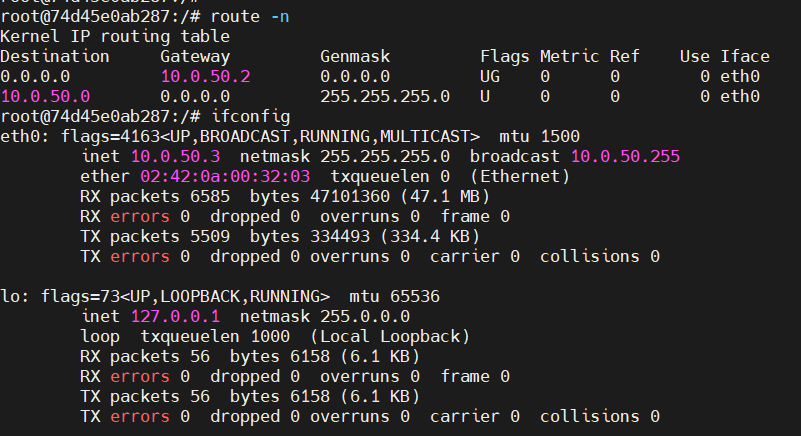 root@74d45e0ab287:/# route -n
Kernel IP routing table
Destination     Gateway         Genmask         Flags Metric Ref    Use Iface
0.0.0.0         10.0.50.2       0.0.0.0         UG    0      0        0 eth0
10.0.50.0       0.0.0.0         255.255.255.0   U     0      0        0 eth0
root@74d45e0ab287:/# ifconfig
eth0: flags=4163<UP,BROADCAST,RUNNING,MULTICAST>  mtu 1500
        inet 10.0.50.3  netmask 255.255.255.0  broadcast 10.0.50.255
        ether 02:42:0a:00:32:03  txqueuelen 0  (Ethernet)
        RX packets 6585  bytes 47101360 (47.1 MB)
        RX errors 0  dropped 0  overruns 0  frame 0
        TX packets 5509  bytes 334493 (334.4 KB)
        TX errors 0  dropped 0 overruns 0  carrier 0  collisions 0

lo: flags=73<UP,LOOPBACK,RUNNING>  mtu 65536
        inet 127.0.0.1  netmask 255.0.0.0
        loop  txqueuelen 1000  (Local Loopback)
        RX packets 56  bytes 6158 (6.1 KB)
        RX errors 0  dropped 0  overruns 0  frame 0
        TX packets 56  bytes 6158 (6.1 KB)
        TX errors 0  dropped 0 overruns 0  carrier 0  collisions 0